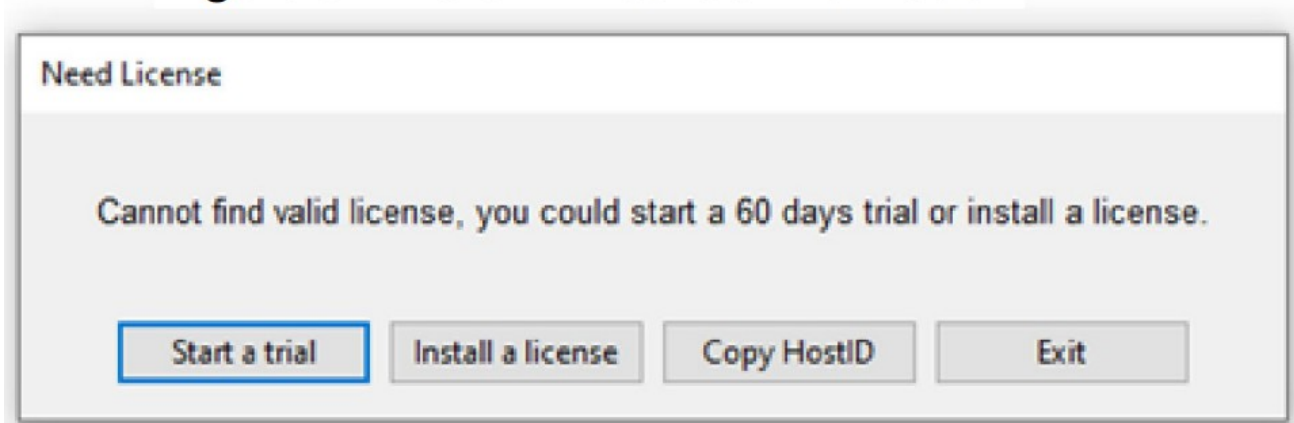 Need License
Cannot find valid license, you could start a 60 days trial or install a license.
Start a trial Install a license Copy HostID Exit